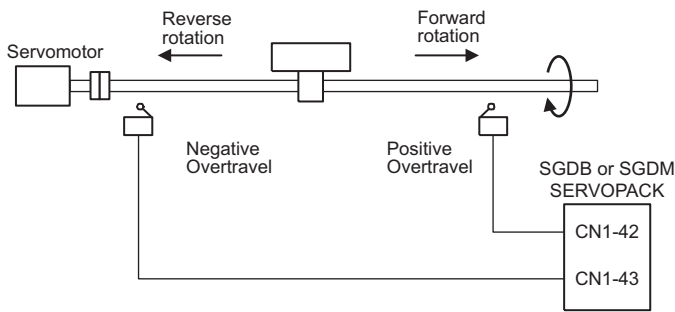 Reverse
rotation
Forward
rotation
Servomotor
Negative
Overtravel
Positive
Overtravel
SGDB or SGDM
SERVOPACK
CN1-42
CN1-43